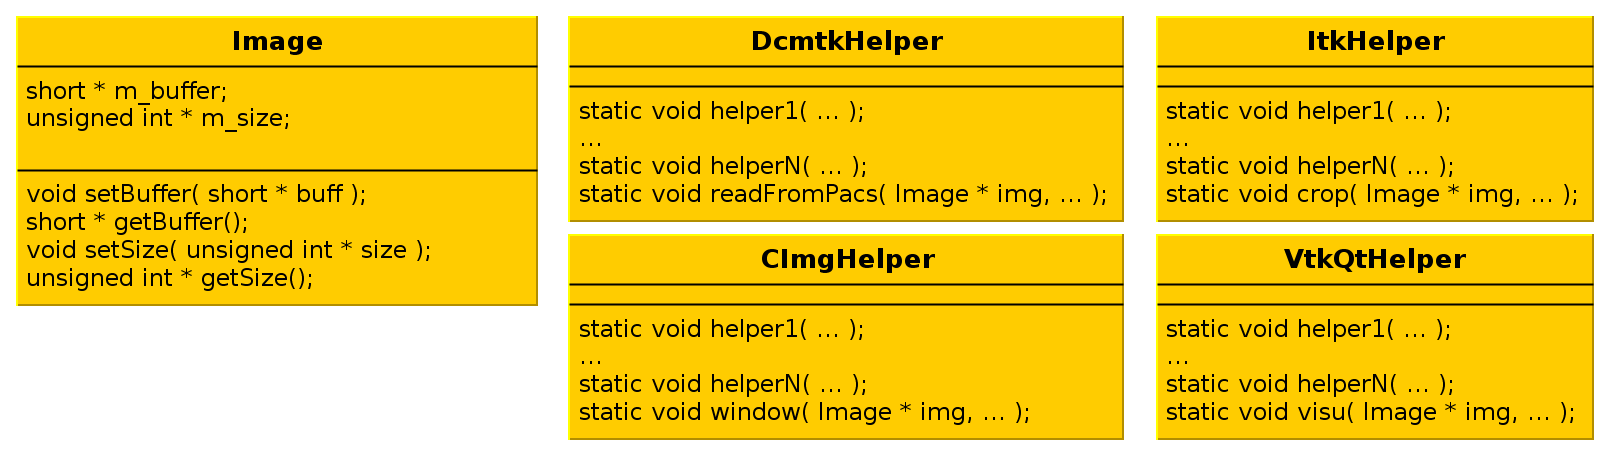 Image
short * m_buffer;
unsigned int * m_size;
void setBuffer( short * buff );
short * getBuffer();
void setSize( unsigned int * size );
unsigned int * getSize();
DcmtkHelper
static void helper1( ... );
...
static void helperN( ... );
static void readFromPacs( Image * img, ... );
ItkHelper
static void helper1( ... );
...
static void helperN( ... );
static void crop( Image * img, ... );
CImgHelper
static void helper1( ... );
...
static void helperN( ... );
static void window( Image * img, ... );
VtkQtHelper
static void helper1( ... );
...
static void helperN( ... );
static void visu( Image * img, ... );